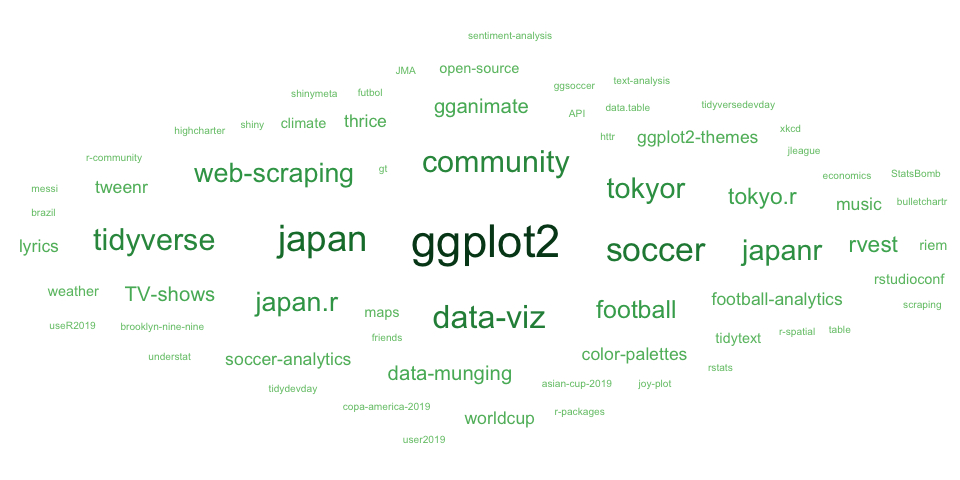 sentiment-analysis
JMA
open-source
ggsoccer
text-analysis
shinymeta
futbol
gganimate
API
data.table
tidyversedevday
highcharter
shiny
climate
thrice
httr
ggplot2-themes
xkcd
jleague
r-community
web-scraping
gt
community
economics
StatsBomb
messi
tweenr
tokyor
tokyo.r
music
bulletchartr
brazil
lyrics
tidyverse
japan
ggplot2
soccer
japanr
rvest
riem
rstudioconf
weather
TV-shows
japan.r
maps
data-viz
football
football-analytics
scraping
useR2019
brooklyn-nine-nine
friends
tidytext
r-spatial
table
understat
soccer-analytics
color-palettes
rstats
tidydevday
data-munging
asian-cup-2019
joy-plot
copa-america-2019
worldcup
r-packages
user2019